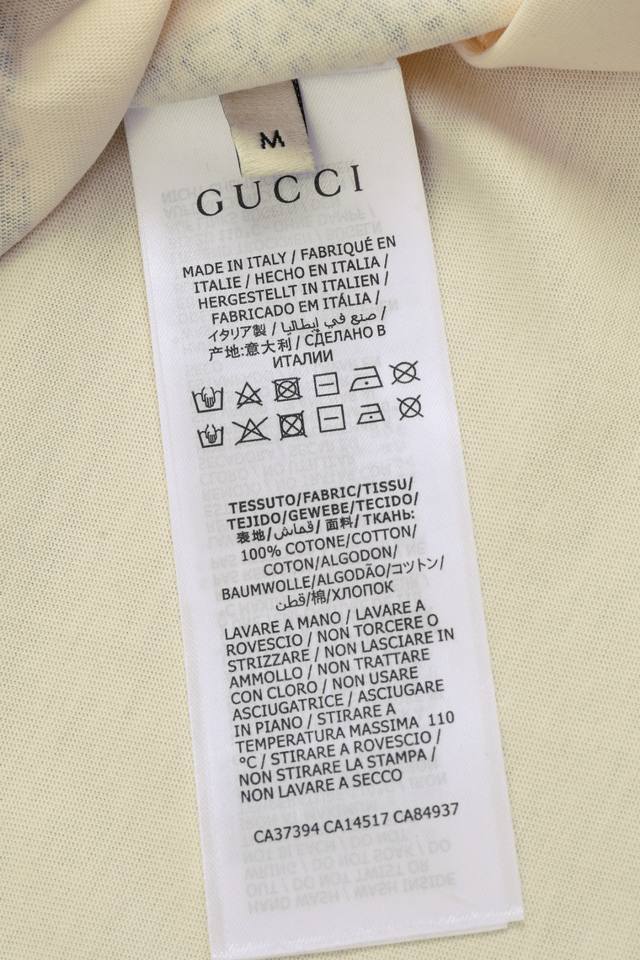 M
GUCCI
MADE IN ITALY / FABRIQUÉ EN
ITALIE / HECHO EN ITALIA /
HERGESTELLT IN ITALIEN /
FABRICADO EM ITÁLIA /
イタリア製 / صنع في إيطاليا /
产地:意大利 / СДЕЛАНО В
ИТАЛИИ
TESSUTO/FABRIC/TISSU/
TEJIDO/GEWEBE/TECIDO/
表地/قماش/ 面料/ ТКАНЬ:
100% COTONE/COTTON/
COTON/ALGODON/
BAUMWOLLE/ALGODÃO/コツトン/
قطن/棉/ХЛОПОК
LAVARE A MANO / LAVARE A
ROVESCIO / NON TORCERE O
STRIZZARE / NON LASCIARE IN
AMMOLLO / NON TRATTARE
CON CLORO / NON USARE
ASCIUGATRICE / ASCIUGARE
IN PIANO / STIRARE A
TEMPERATURA MASSIMA 110
°C / STIRARE A ROVESCIO /
NON STIRARE LA STAMPA /
NON LAVARE A SECCO
CA37394 CA14517 CA84937